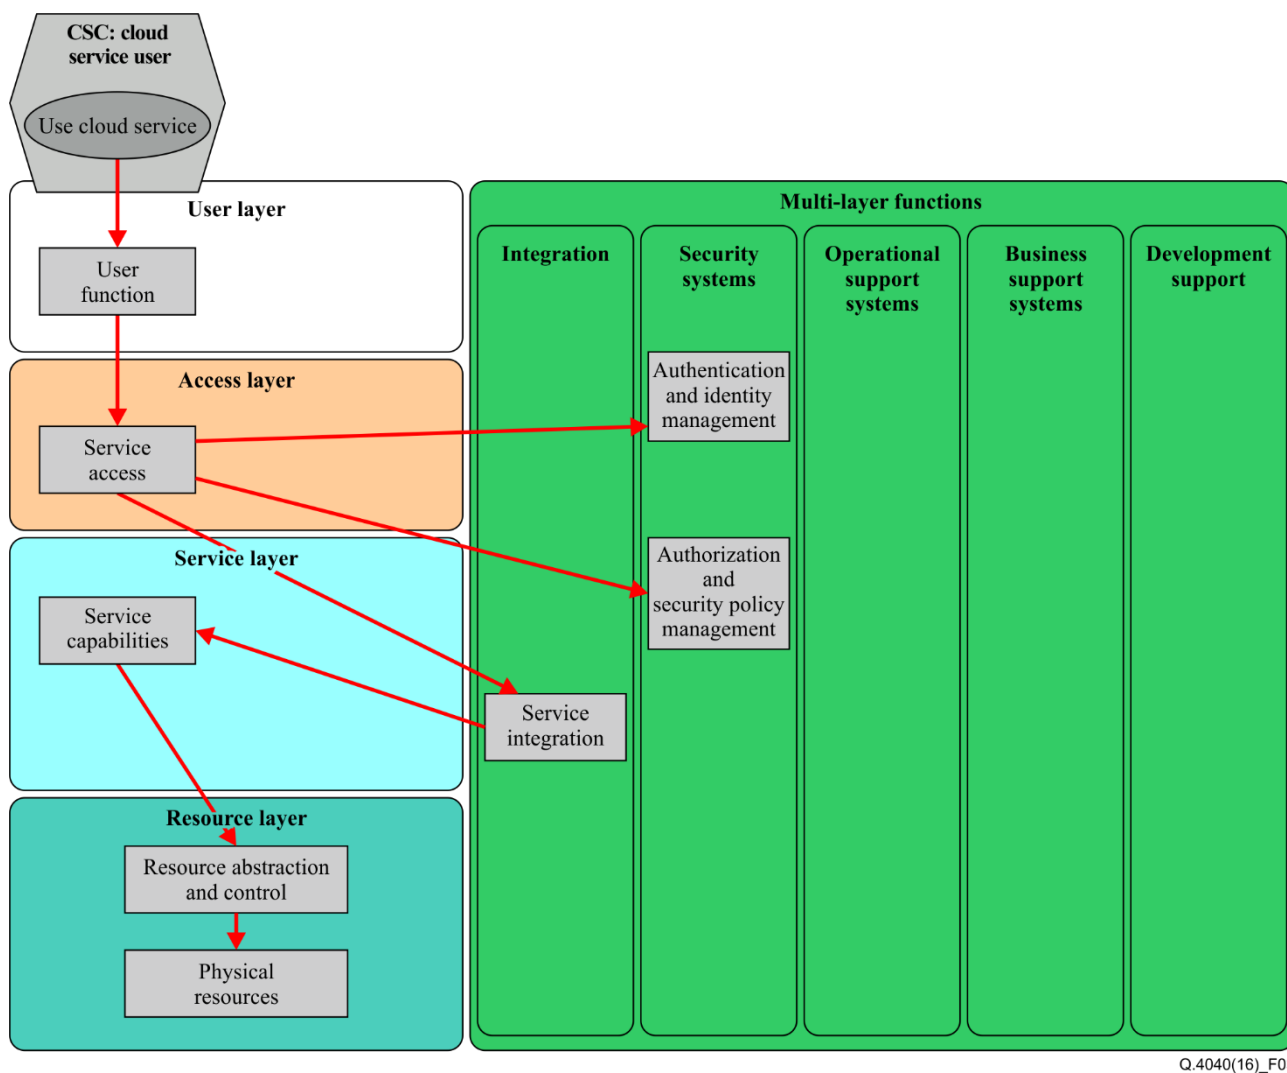 CSC: cloud
service user
Use cloud service
User layer
User
function
Access layer
Service
access
Service layer
Service
capabilities
Resource layer
Resource abstraction
and control
Physical
resources
Multi-layer functions
Integration
Service
integration
Security
systems
Authentication
and identity
management
Authorization
and
security policy
management
Operational
support
systems
Business
support
systems
Development
support
Q.4040(16)_F0